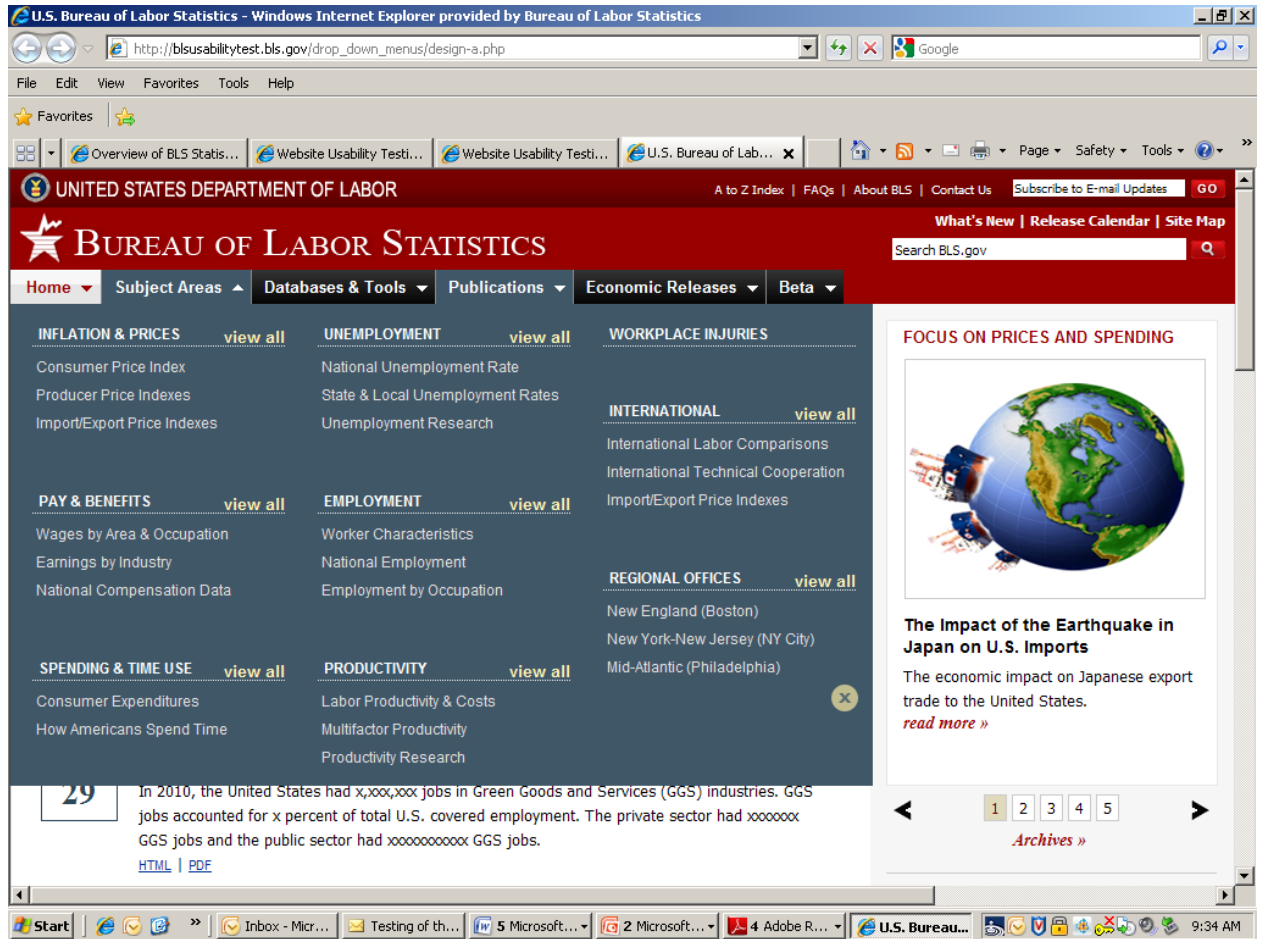 U.S. Bureau of Labor Statistics - Windows Internet Explorer provided by Bureau of Labor Statistics
http://blsusabilitytest.bls.gov/drop_down_menus/design-a.php
Google
File Edit View Favorites Tools Help
Favorites
Overview of BLS Statis... Website Usability Testi... Website Usability Testi... U.S. Bureau of Lab... Page Safety Tools
UNITED STATES DEPARTMENT OF LABOR
A to Z Index | FAQs | About BLS | Contact Us Subscribe to E-mail Updates GO
What's New | Release Calendar | Site Map
BUREAU OF LABOR STATISTICS
Search BLS.gov
Home Subject Areas Databases & Tools Publications Economic Releases Beta
INFLATION & PRICES view all
Consumer Price Index
Producer Price Indexes
Import/Export Price Indexes
PAY & BENEFITS view all
Wages by Area & Occupation
Earnings by Industry
National Compensation Data
SPENDING & TIME USE view all
Consumer Expenditures
How Americans Spend Time
UNEMPLOYMENT view all
National Unemployment Rate
State & Local Unemployment Rates
Unemployment Research
EMPLOYMENT view all
Worker Characteristics
National Employment
Employment by Occupation
PRODUCTIVITY view all
Labor Productivity & Costs
Multifactor Productivity
Productivity Research
WORKPLACE INJURIES
INTERNATIONAL view all
International Labor Comparisons
International Technical Cooperation
Import/Export Price Indexes
REGIONAL OFFICES view all
New England (Boston)
New York-New Jersey (NY City)
Mid-Atlantic (Philadelphia)
FOCUS ON PRICES AND SPENDING
The Impact of the Earthquake in
Japan on U.S. Imports
The economic impact on Japanese export
trade to the United States.
read more »
1 2 3 4 5
Archives »
29
In 2010, the United States had x,xxx,xxx jobs in Green Goods and Services (GGS) industries. GGS
jobs accounted for x percent of total U.S. covered employment. The private sector had xxxxxxx
GGS jobs and the public sector had xxxxxxxxxx GGS jobs.
HTML | PDF
Start Inbox - Micr... Testing of th... 5 Microsoft... 2 Microsoft... 4 Adobe R... U.S. Bureau... 9:34 AM